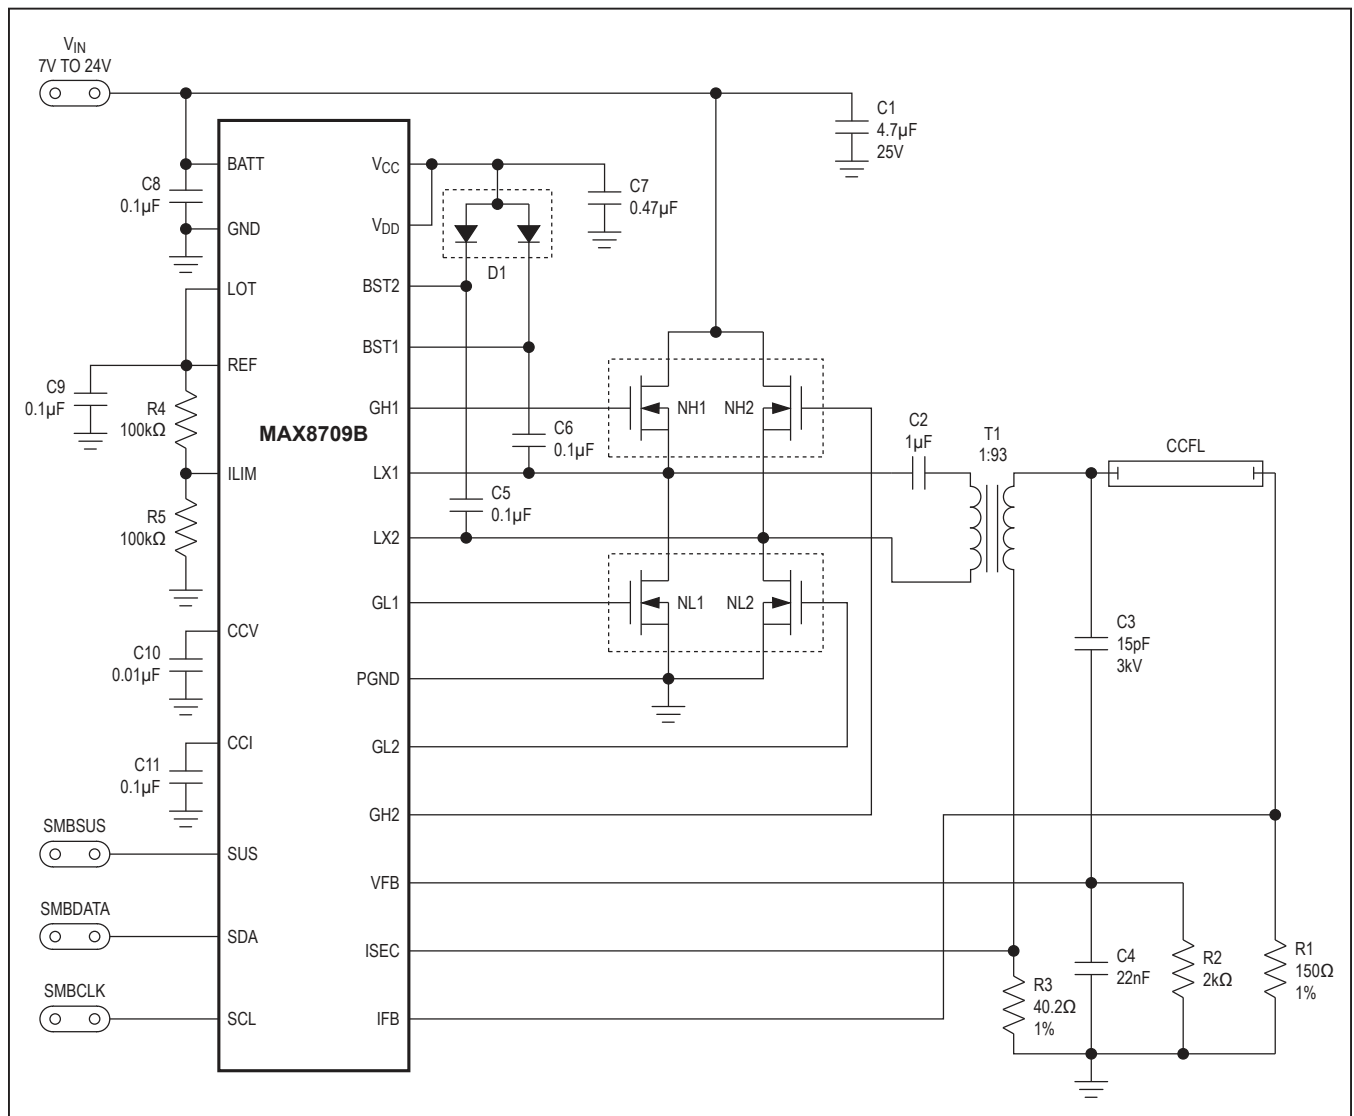 VIN
7V TO 24V
C1
4.7µF
25V
BATT
VCC
C8
0.1µF
C7
0.47µF
GND
VDD
D1
LOT
BST2
REF
BST1
C9
0.1µF
R4
100kΩ
GH1
NH1
NH2
MAX8709B
C6
0.1µF
C2
1µF
T1
1:93
CCFL
ILIM
LX1
C5
0.1µF
R5
100kΩ
LX2
GL1
NL1
NL2
CCV
C3
15pF
3kV
C10
0.01µF
PGND
CCI
GL2
C11
0.1µF
GH2
SMBSUS
SUS
VFB
SMBDATA
SDA
ISEC
C4
22nF
R2
2kΩ
R1
150Ω
1%
SMBCLK
R3
40.2Ω
1%
SCL
IFB